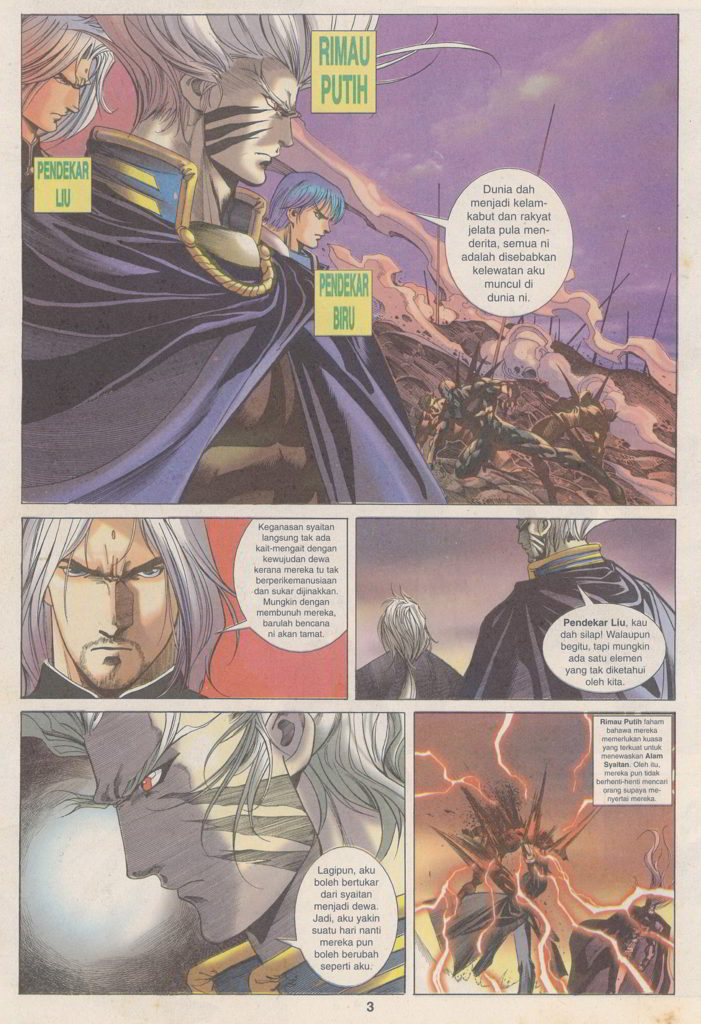 RIMAU
PUTIH
PENDEKAR
LIU
PENDEKAR
BIRU
Dunia dah
menjadi kelam-
kabut dan rakyat
jelata pula men-
derita, semua ni
adalah disebabkan
kelewatan aku
muncul di
dunia ni.
Keganasan syaitan
langsung tak ada
kait-mengait dengan
kewujudan dewa
kerana mereka tu tak
berperikemanusiaan
dan sukar dijinakkan.
Mungkin dengan
membunuh mereka,
barulah bencana
ni akan tamat.
Pendekar Liu, kau
dah silap! Walaupun
begitu, tapi mungkin
ada satu elemen
yang tak diketahui
oleh kita.
Lagipun, aku
boleh bertukar
dari syaitan
menjadi dewa.
Jadi, aku yakin
suatu hari nanti
mereka pun
boleh berubah
seperti aku.
Rimau Putih faham
bahawa mereka
memerlukan kuasa
yang terkuat untuk
menewaskan Alam
Syaitan. Oleh itu,
mereka pun tidak
berhenti-henti mencari
orang supaya me-
nyertai mereka.
3